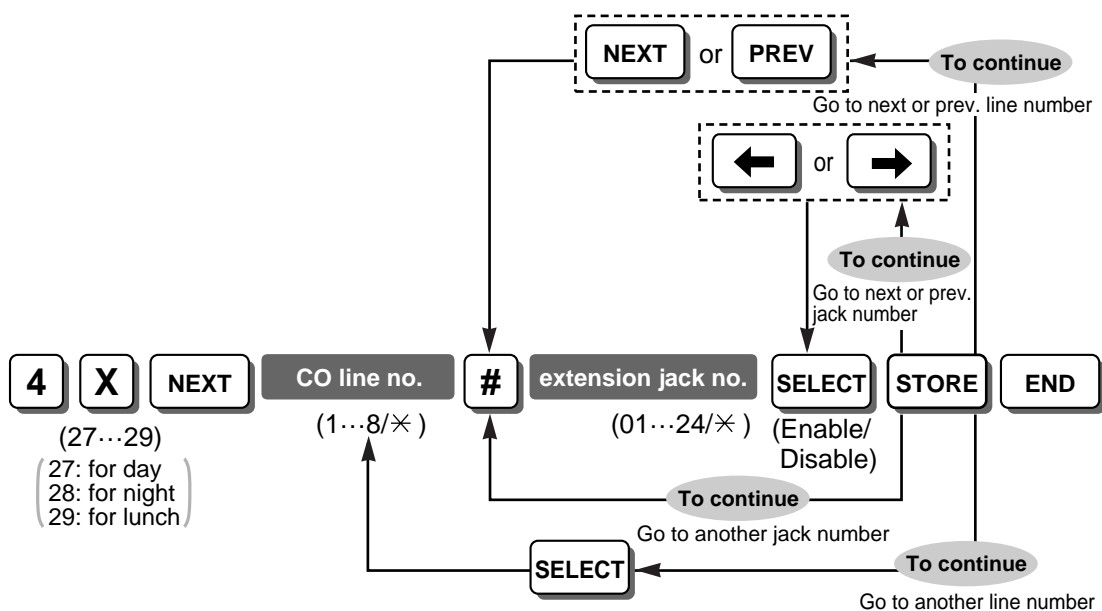 NEXT or PREV
To continue
Go to next or prev. line number
← or →
To continue
Go to next or prev.
jack number
4 X NEXT CO line no. # extension jack no. SELECT STORE END
(27···29)
(1···8/✳ )
(01···24/✳ )
(Enable/
Disable)
27: for day
28: for night
29: for lunch
To continue
Go to another jack number
SELECT
To continue
Go to another line number